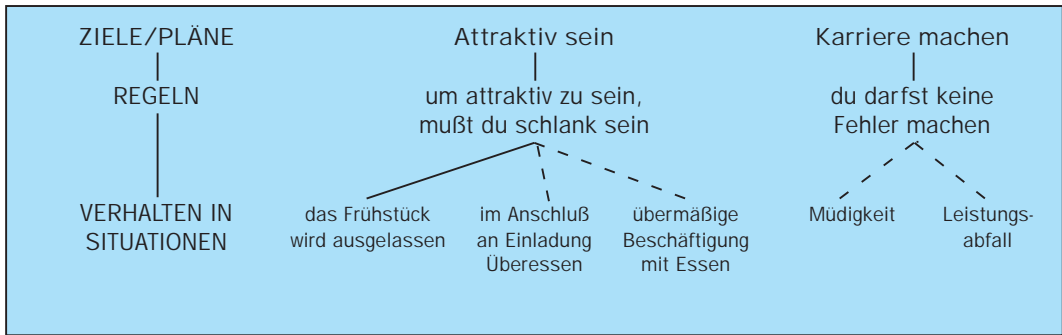 ZIELE/PLÄNE
Attraktiv sein
Karriere machen
REGELN
um attraktiv zu sein,
mußt du schlank sein
du darfst keine
Fehler machen
VERHALTEN IN
SITUATIONEN
das Frühstück
wird ausgelassen
im Anschluß
an Einladung
Überessen
übermäßige
Beschäftigung
mit Essen
Müdigkeit
Leistungs-
abfall